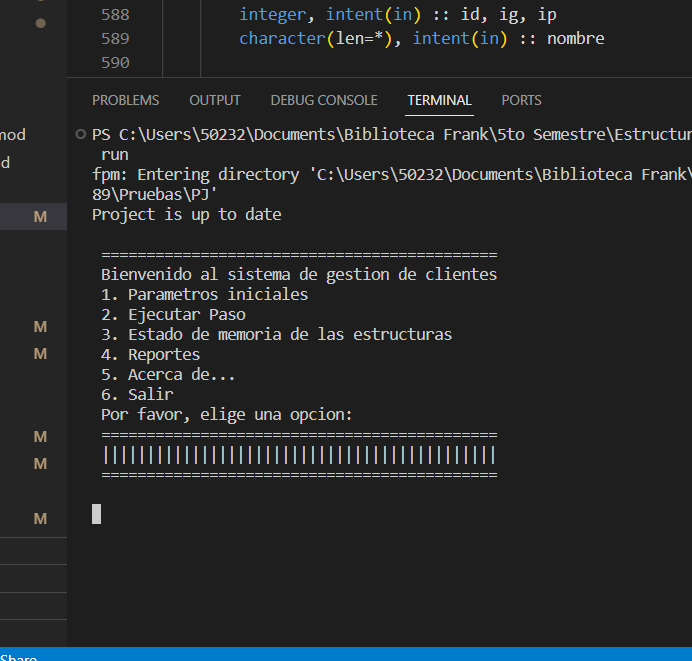 588 integer, intent(in) :: id, ig, ip
589 character(len=*), intent(in) :: nombre
590
PROBLEMS OUTPUT DEBUG CONSOLE TERMINAL PORTS
mod
d
M
M
M
M
M
M
PS C:\Users\50232\Documents\Biblioteca Frank\5to Semestre\Estructur
run
fpm: Entering directory 'C:\Users\50232\Documents\Biblioteca Frank\
89\Pruebas\PJ'
Project is up to date
============================================
Bienvenido al sistema de gestion de clientes
1. Parametros iniciales
2. Ejecutar Paso
3. Estado de memoria de las estructuras
4. Reportes
5. Acerca de...
6. Salir
Por favor, elige una opcion:
============================================
||||||||||||||||||||||||||||||||||||||||||||
============================================
Share